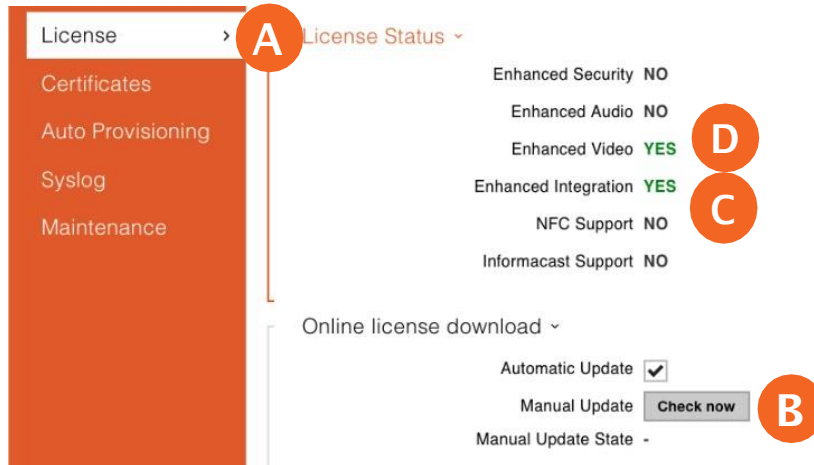 License
Certificates
Auto Provisioning
Syslog
Maintenance
A
License Status
Enhanced Security NO
Enhanced Audio NO
Enhanced Video YES
D
Enhanced Integration YES
C
NFC Support NO
Informacast Support NO
Online license download
Automatic Update
Manual Update Check now
B
Manual Update State -